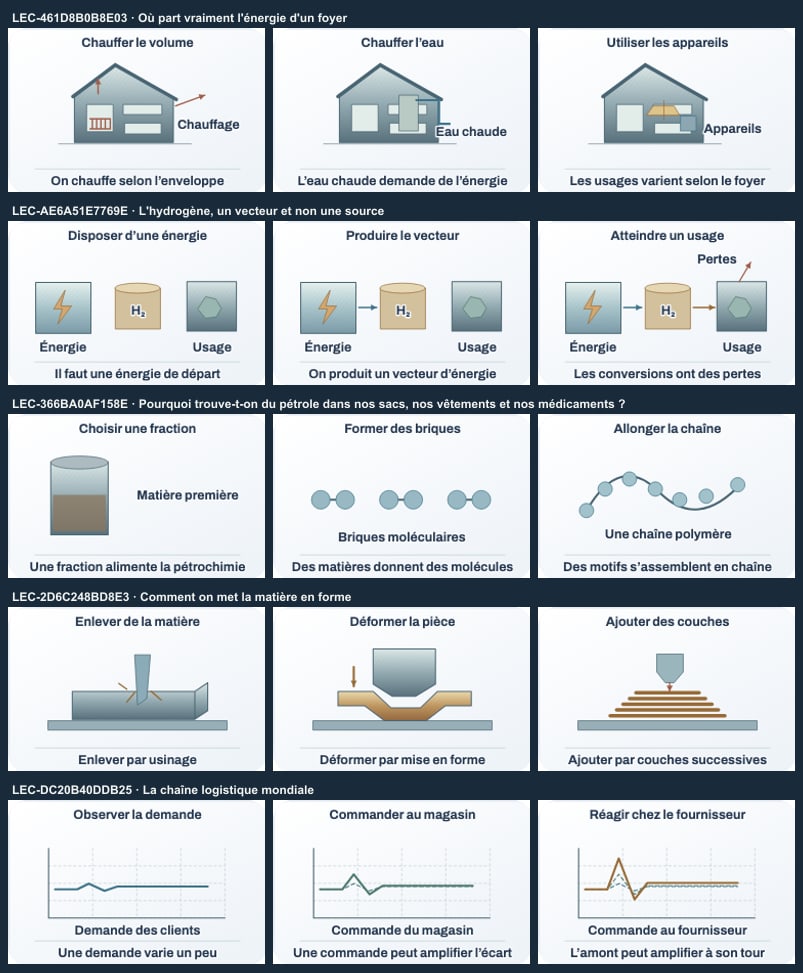 LEC-461D8B0B8E03 · Où part vraiment l'énergie d'un foyer
Chauffer le volume
Chauffer l’eau
Utiliser les appareils
Chauffage
Eau chaude
Appareils
On chauffe selon l’enveloppe
L’eau chaude demande de l’énergie
Les usages varient selon le foyer
LEC-AE6A51E7769E · L'hydrogène, un vecteur et non une source
Disposer d’une énergie
Produire le vecteur
Atteindre un usage
Pertes
H₂
H₂
H₂
Énergie
Usage
Énergie
Usage
Énergie
Usage
Il faut une énergie de départ
On produit un vecteur d’énergie
Les conversions ont des pertes
LEC-366BA0AF158E · Pourquoi trouve-t-on du pétrole dans nos sacs, nos vêtements et nos médicaments ?
Choisir une fraction
Former des briques
Allonger la chaîne
Matière première
Briques moléculaires
Une chaîne polymère
Une fraction alimente la pétrochimie
Des matières donnent des molécules
Des motifs s’assemblent en chaîne
LEC-2D6C248BD8E3 · Comment on met la matière en forme
Enlever de la matière
Déformer la pièce
Ajouter des couches
Enlever par usinage
Déformer par mise en forme
Ajouter par couches successives
LEC-DC20B40DDB25 · La chaîne logistique mondiale
Observer la demande
Commander au magasin
Réagir chez le fournisseur
Demande des clients
Commande du magasin
Commande au fournisseur
Une demande varie un peu
Une commande peut amplifier l’écart
L’amont peut amplifier à son tour